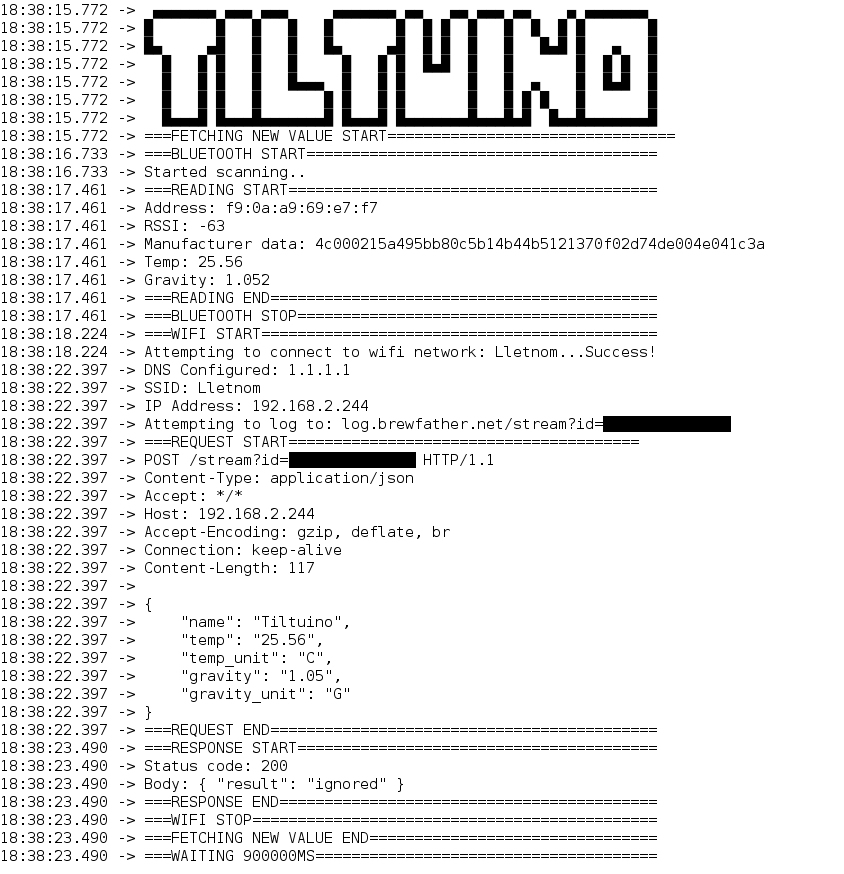 18:38:15.772 ->
18:38:15.772 ->
18:38:15.772 -> TILTUINO
18:38:15.772 ->
18:38:15.772 ->
18:38:15.772 ->
18:38:15.772 ->
18:38:15.772 -> ===FETCHING NEW VALUE START================================
18:38:16.733 -> ===BLUETOOTH START=======================================
18:38:16.733 -> Started scanning..
18:38:17.461 -> ===READING START=========================================
18:38:17.461 -> Address: f9:0a:a9:69:e7:f7
18:38:17.461 -> RSSI: -63
18:38:17.461 -> Manufacturer data: 4c000215a495bb80c5b14b44b5121370f02d74de004e041c3a
18:38:17.461 -> Temp: 25.56
18:38:17.461 -> Gravity: 1.052
18:38:17.461 -> ===READING END===========================================
18:38:17.461 -> ===BLUETOOTH STOP========================================
18:38:18.224 -> ===WIFI START============================================
18:38:18.224 -> Attempting to connect to wifi network: Lletnom...Success!
18:38:22.397 -> DNS Configured: 1.1.1.1
18:38:22.397 -> SSID: Lletnom
18:38:22.397 -> IP Address: 192.168.2.244
18:38:22.397 -> Attempting to log to: log.brewfather.net/stream?id=
18:38:22.397 -> ===REQUEST START=======================================
18:38:22.397 -> POST /stream?id= HTTP/1.1
18:38:22.397 -> Content-Type: application/json
18:38:22.397 -> Accept: */*
18:38:22.397 -> Host: 192.168.2.244
18:38:22.397 -> Accept-Encoding: gzip, deflate, br
18:38:22.397 -> Connection: keep-alive
18:38:22.397 -> Content-Length: 117
18:38:22.397 ->
18:38:22.397 -> {
18:38:22.397 ->     "name": "Tiltuino",
18:38:22.397 ->     "temp": "25.56",
18:38:22.397 ->     "temp_unit": "C",
18:38:22.397 ->     "gravity": "1.05",
18:38:22.397 ->     "gravity_unit": "G"
18:38:22.397 -> }
18:38:22.397 -> ===REQUEST END===========================================
18:38:23.490 -> ===RESPONSE START========================================
18:38:23.490 -> Status code: 200
18:38:23.490 -> Body: { "result": "ignored" }
18:38:23.490 -> ===RESPONSE END==========================================
18:38:23.490 -> ===WIFI STOP=============================================
18:38:23.490 -> ===FETCHING NEW VALUE END================================
18:38:23.490 -> ===WAITING 900000MS======================================